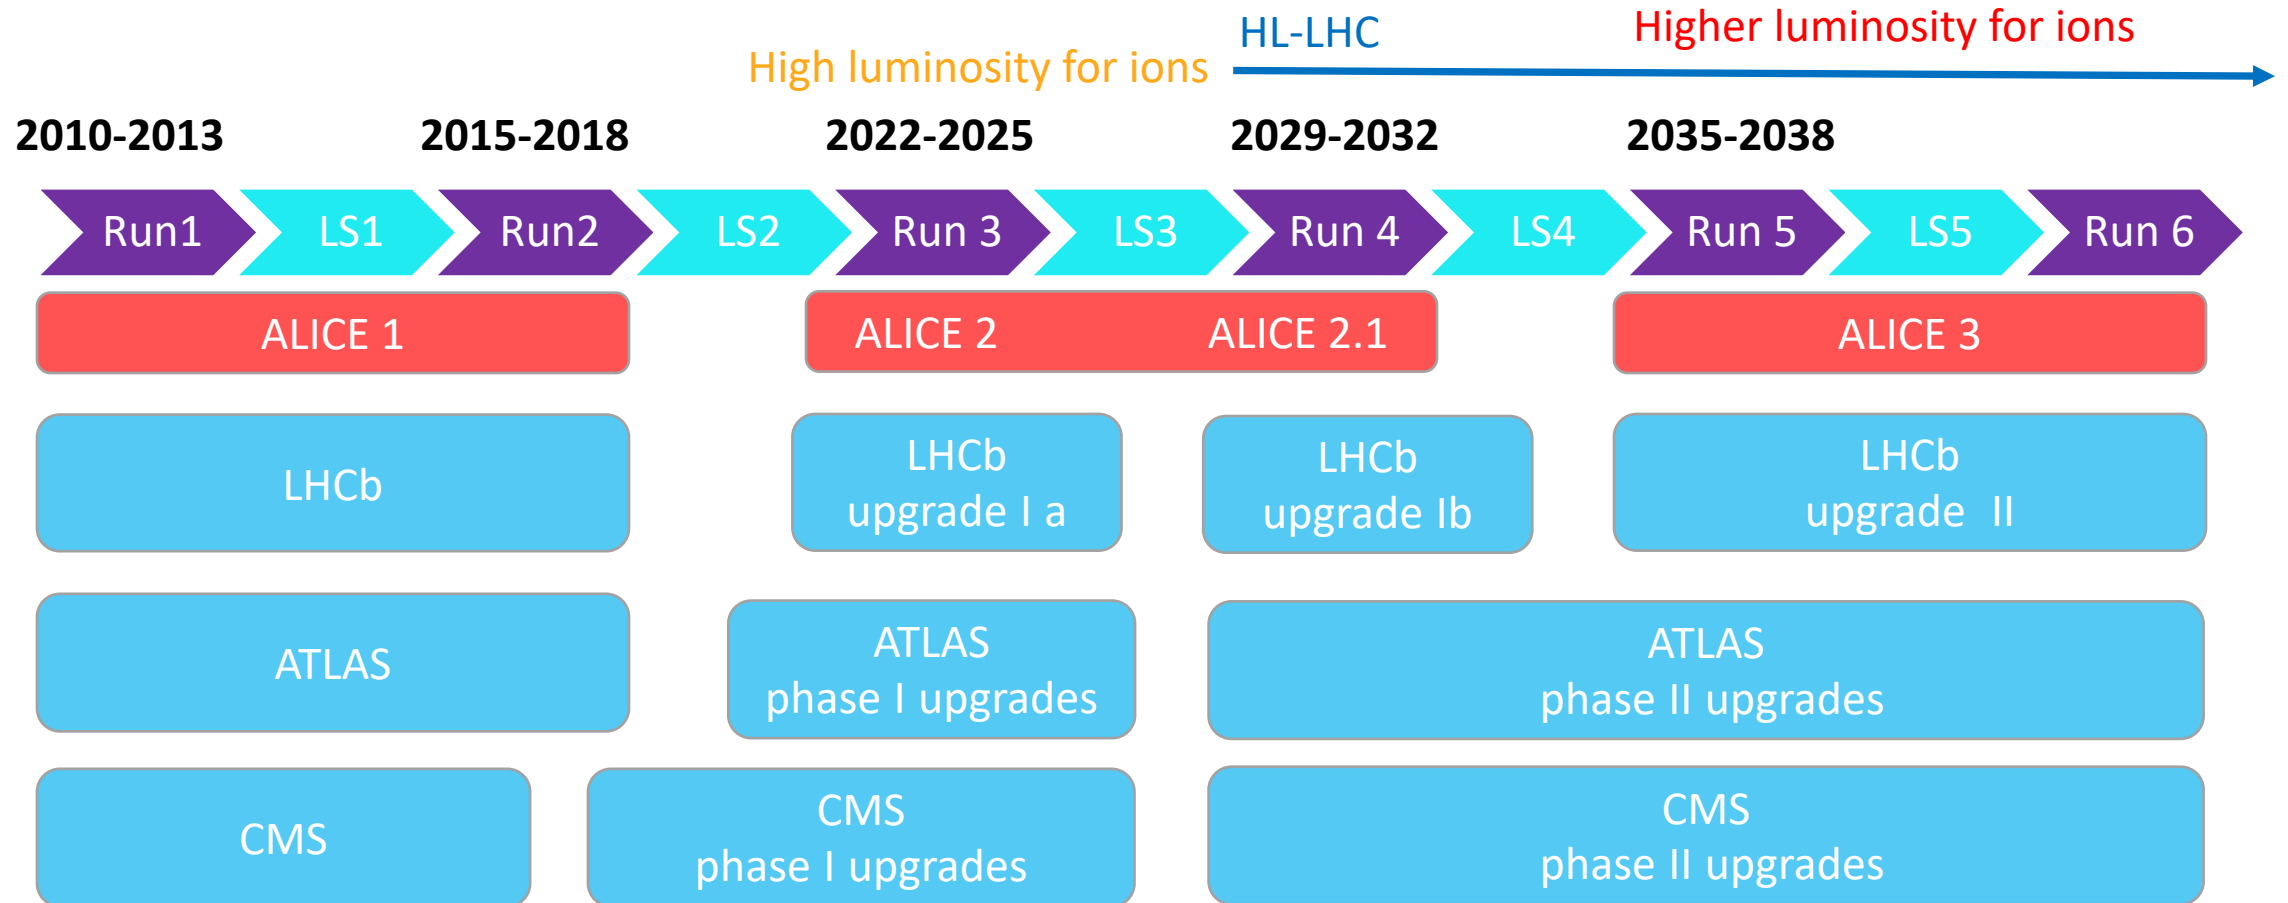 HL-LHC
Higher luminosity for ions
High luminosity for ions
2010-2013
2015-2018
2022-2025
2029-2032
2035-2038
Run1
LS1
Run2
LS2
Run 3
LS3
Run 4
LS4
Run 5
LS5
Run 6
ALICE 1
ALICE 2
ALICE 2.1
ALICE 3
LHCb
LHCb
upgrade I a
LHCb
upgrade Ib
LHCb
upgrade II
ATLAS
ATLAS
phase I upgrades
ATLAS
phase II upgrades
CMS
CMS
phase I upgrades
CMS
phase II upgrades